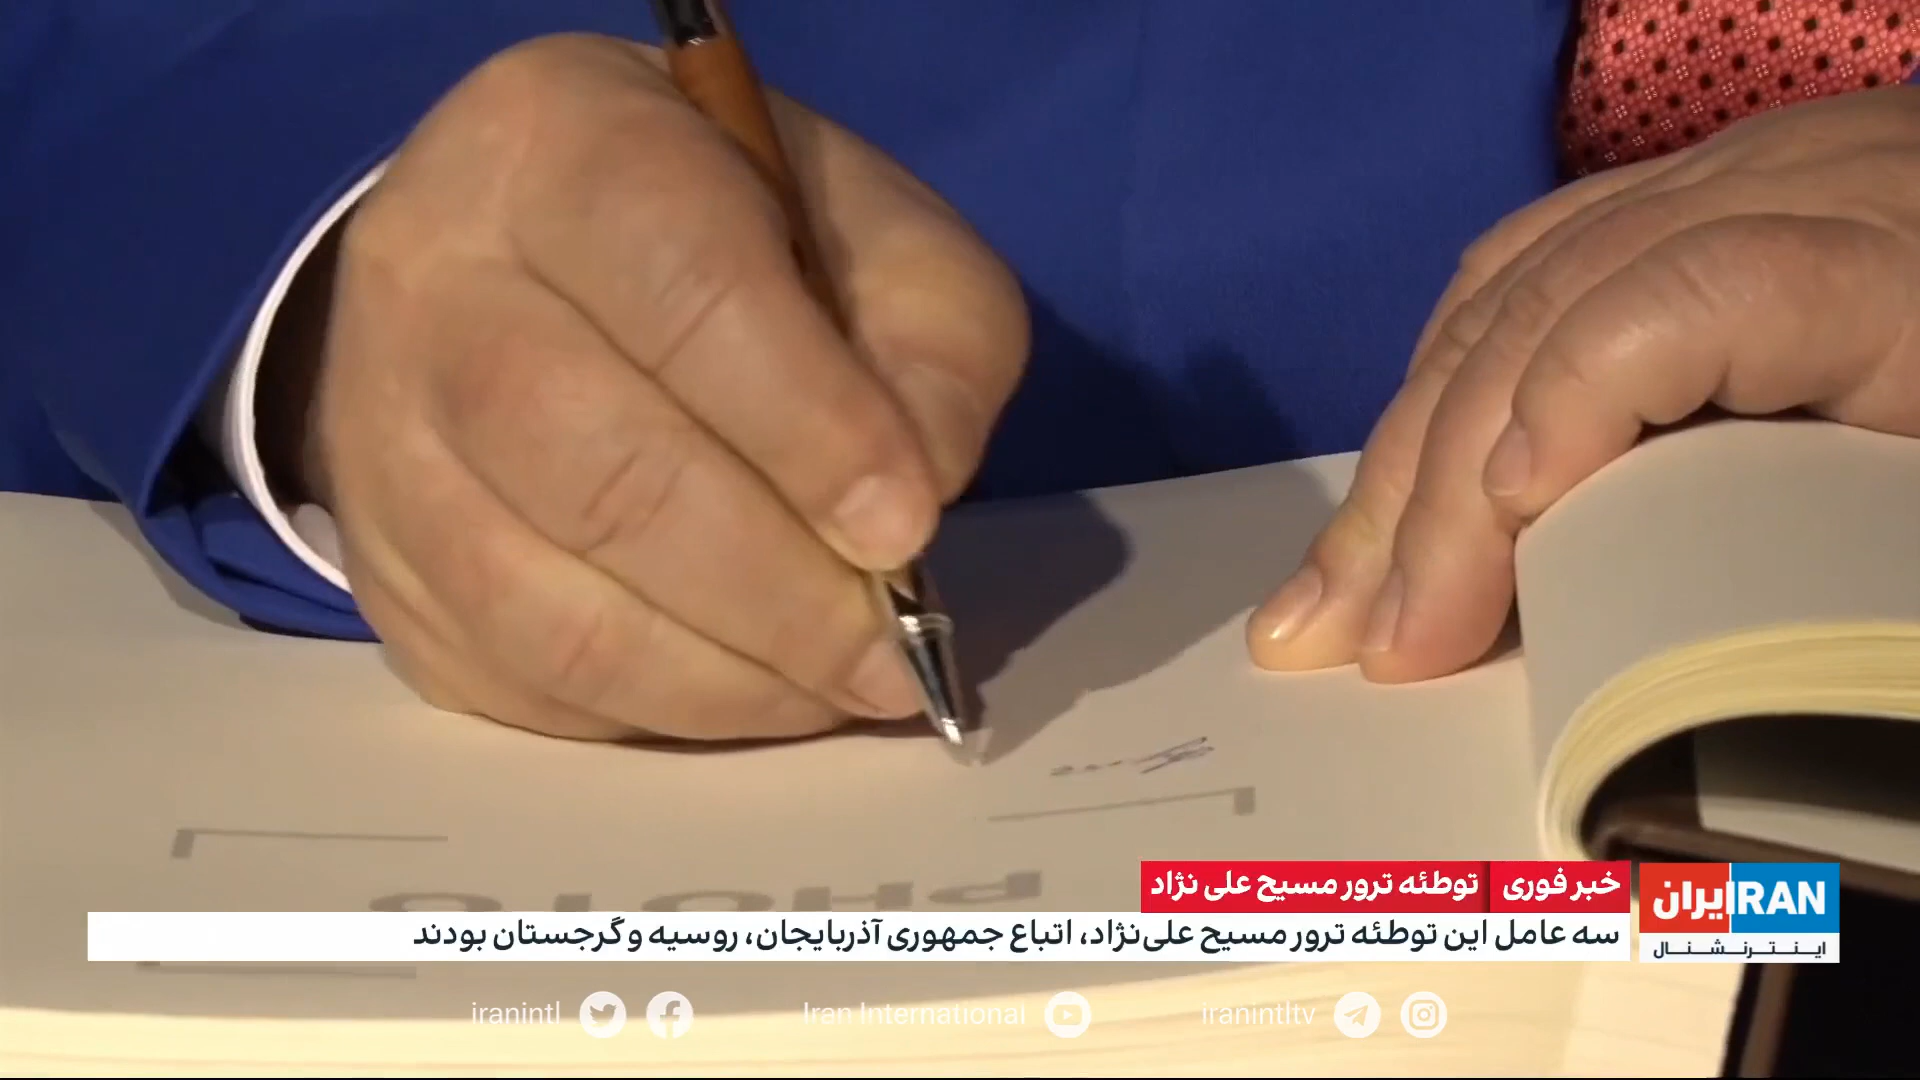 PHOTO
خبر فوری توطئه ترور مسیح علی نژاد
سه عامل این توطئه ترور مسیح علی‌نژاد، اتباع جمهوری آذربایجان، روسیه و گرجستان بودند
ایران IRAN
اینترنشنال
iranintl Iran International iranintltv